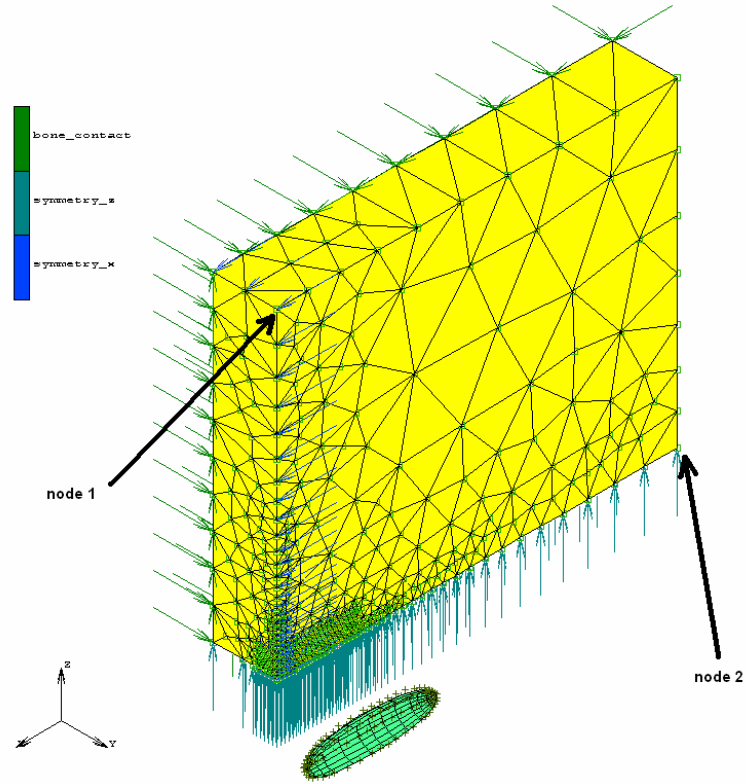 bone_contact
symmetry_z
symmetry_x
node 1
node 2
Z
X
Y